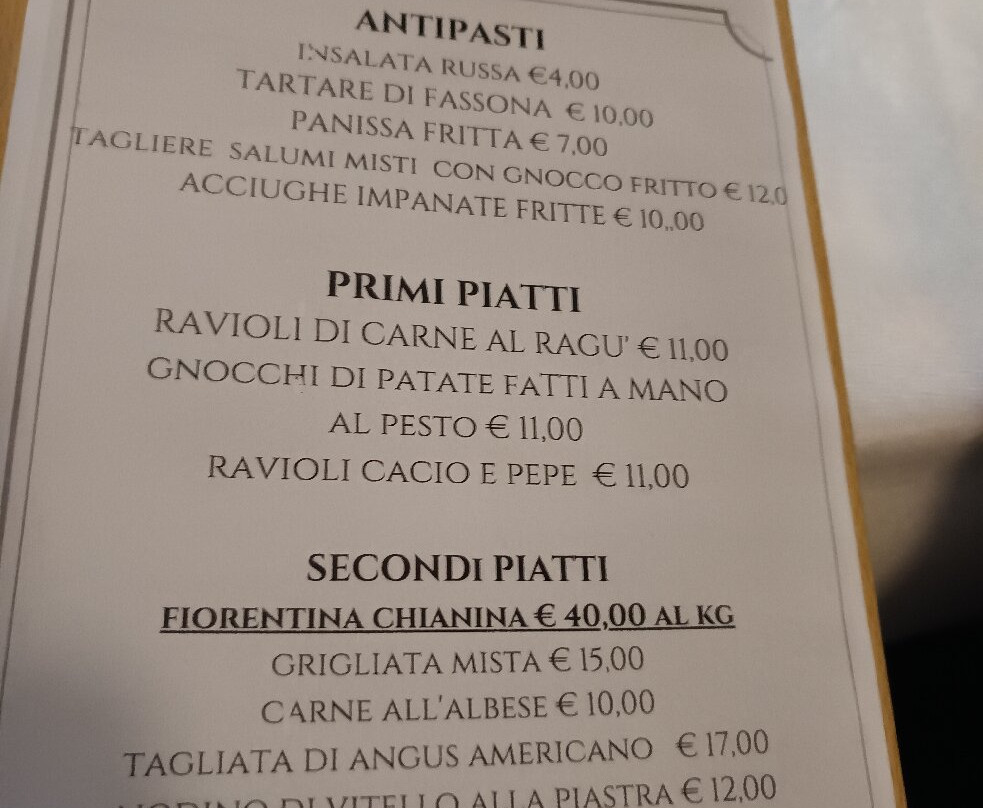 ANTIPASTI
INSALATA RUSSA €4,00
TARTARE DI FASSONA € 10,00
PANISSA FRITTA € 7,00
TAGLIERE SALUMI MISTI CON GNOCCO FRITTO € 12,0
ACCIUGHE IMPANATE FRITTE € 10,,00
PRIMI PIATTI
RAVIOLI DI CARNE AL RAGU' € 11,00
GNOCCHI DI PATATE FATTI A MANO
AL PESTO € 11,00
RAVIOLI CACIO E PEPE € 11,00
SECONDI PIATTI
FIORENTINA CHIANINA € 40,00 AL KG
GRIGLIATA MISTA € 15,00
CARNE ALL'ALBESE € 10,00
TAGLIATA DI ANGUS AMERICANO € 17,00
DI VITELLO ALLA PIASTRA € 12,00